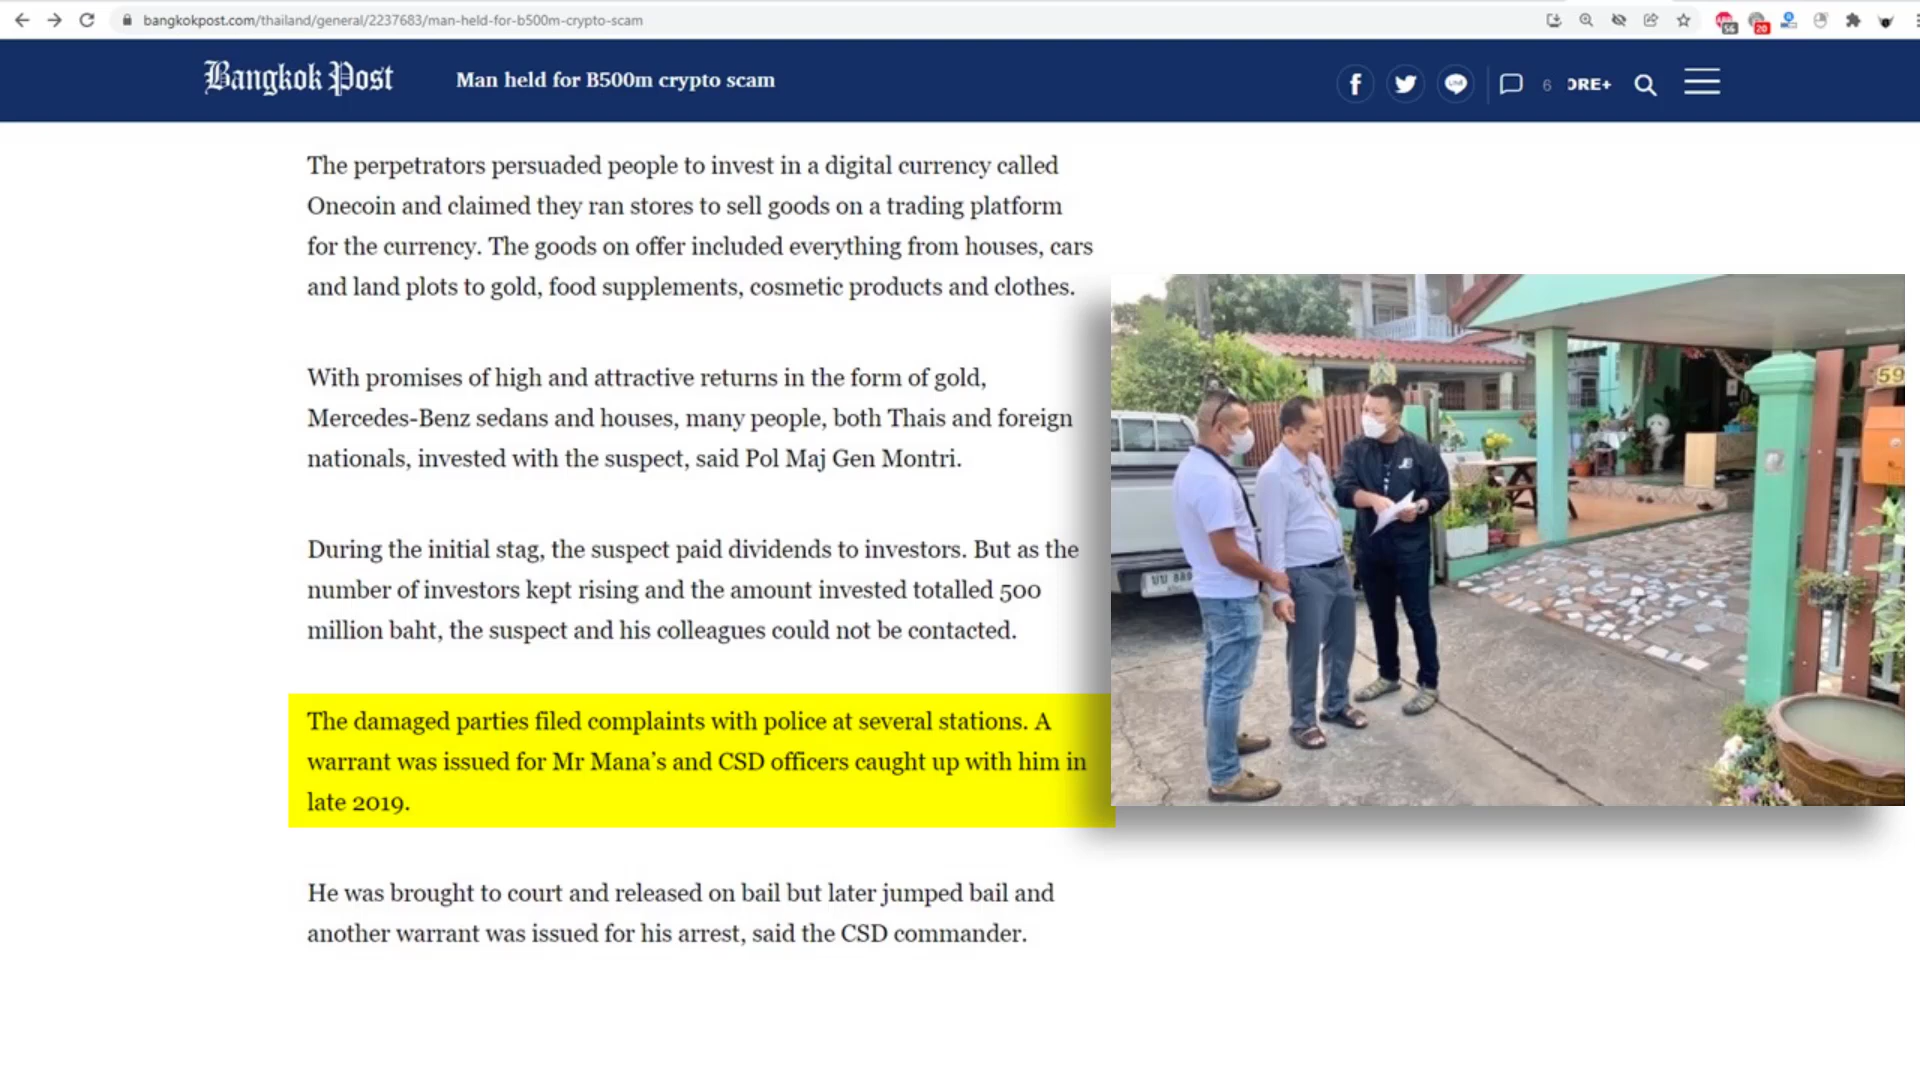 bangkokpost.com/thailand/general/2237683/man-held-for-b500m-crypto-scam
56
20
Bangkok Post
Man held for B500m crypto scam
6
ORE+
The perpetrators persuaded people to invest in a digital currency called
Onecoin and claimed they ran stores to sell goods on a trading platform
for the currency. The goods on offer included everything from houses, cars
and land plots to gold, food supplements, cosmetic products and clothes.
With promises of high and attractive returns in the form of gold,
Mercedes-Benz sedans and houses, many people, both Thais and foreign
nationals, invested with the suspect, said Pol Maj Gen Montri.
During the initial stag, the suspect paid dividends to investors. But as the
number of investors kept rising and the amount invested totalled 500
million baht, the suspect and his colleagues could not be contacted.
The damaged parties filed complaints with police at several stations. A
warrant was issued for Mr Mana’s and CSD officers caught up with him in
late 2019.
He was brought to court and released on bail but later jumped bail and
another warrant was issued for his arrest, said the CSD commander.
59